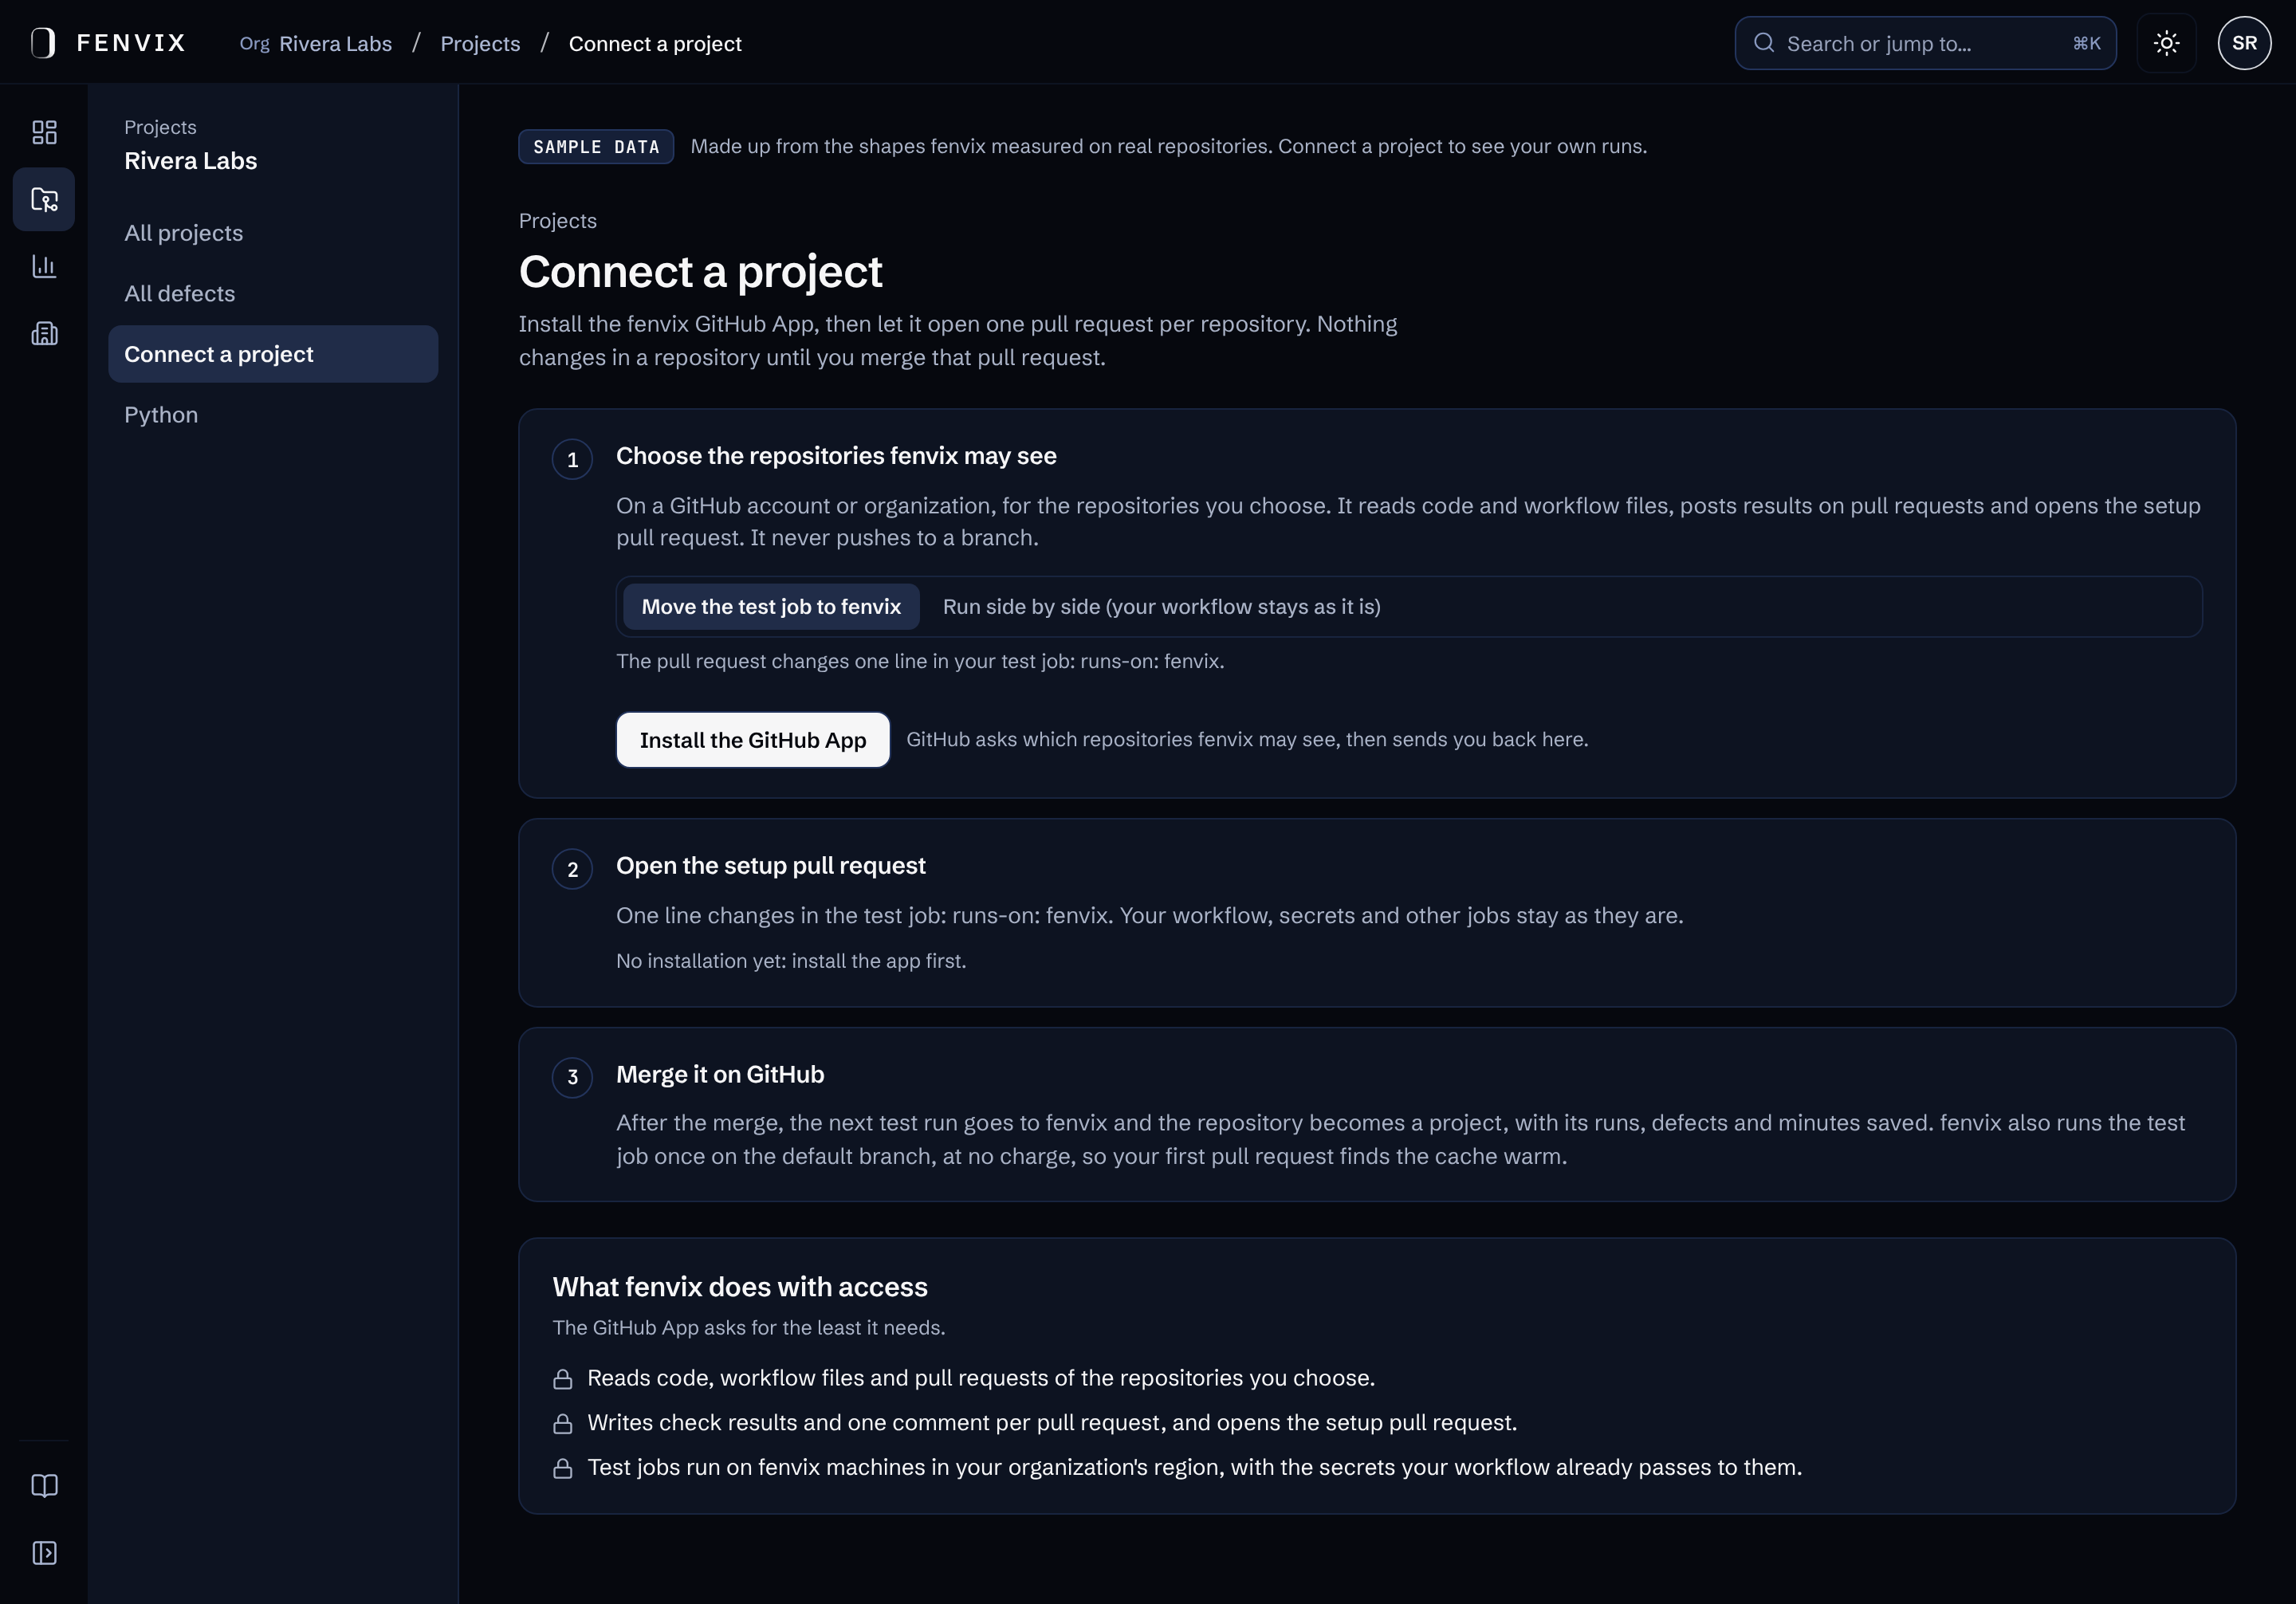 FENVIX
Org Rivera Labs / Projects / Connect a project
Search or jump to... ⌘K
SR
Projects
Rivera Labs
All projects
All defects
Connect a project
Python
SAMPLE DATA Made up from the shapes fenvix measured on real repositories. Connect a project to see your own runs.
Projects
Connect a project
Install the fenvix GitHub App, then let it open one pull request per repository. Nothing
changes in a repository until you merge that pull request.
1 Choose the repositories fenvix may see
On a GitHub account or organization, for the repositories you choose. It reads code and workflow files, posts results on pull requests and opens the setup
pull request. It never pushes to a branch.
Move the test job to fenvix Run side by side (your workflow stays as it is)
The pull request changes one line in your test job: runs-on: fenvix.
Install the GitHub App GitHub asks which repositories fenvix may see, then sends you back here.
2 Open the setup pull request
One line changes in the test job: runs-on: fenvix. Your workflow, secrets and other jobs stay as they are.
No installation yet: install the app first.
3 Merge it on GitHub
After the merge, the next test run goes to fenvix and the repository becomes a project, with its runs, defects and minutes saved. fenvix also runs the test
job once on the default branch, at no charge, so your first pull request finds the cache warm.
What fenvix does with access
The GitHub App asks for the least it needs.
Reads code, workflow files and pull requests of the repositories you choose.
Writes check results and one comment per pull request, and opens the setup pull request.
Test jobs run on fenvix machines in your organization's region, with the secrets your workflow already passes to them.